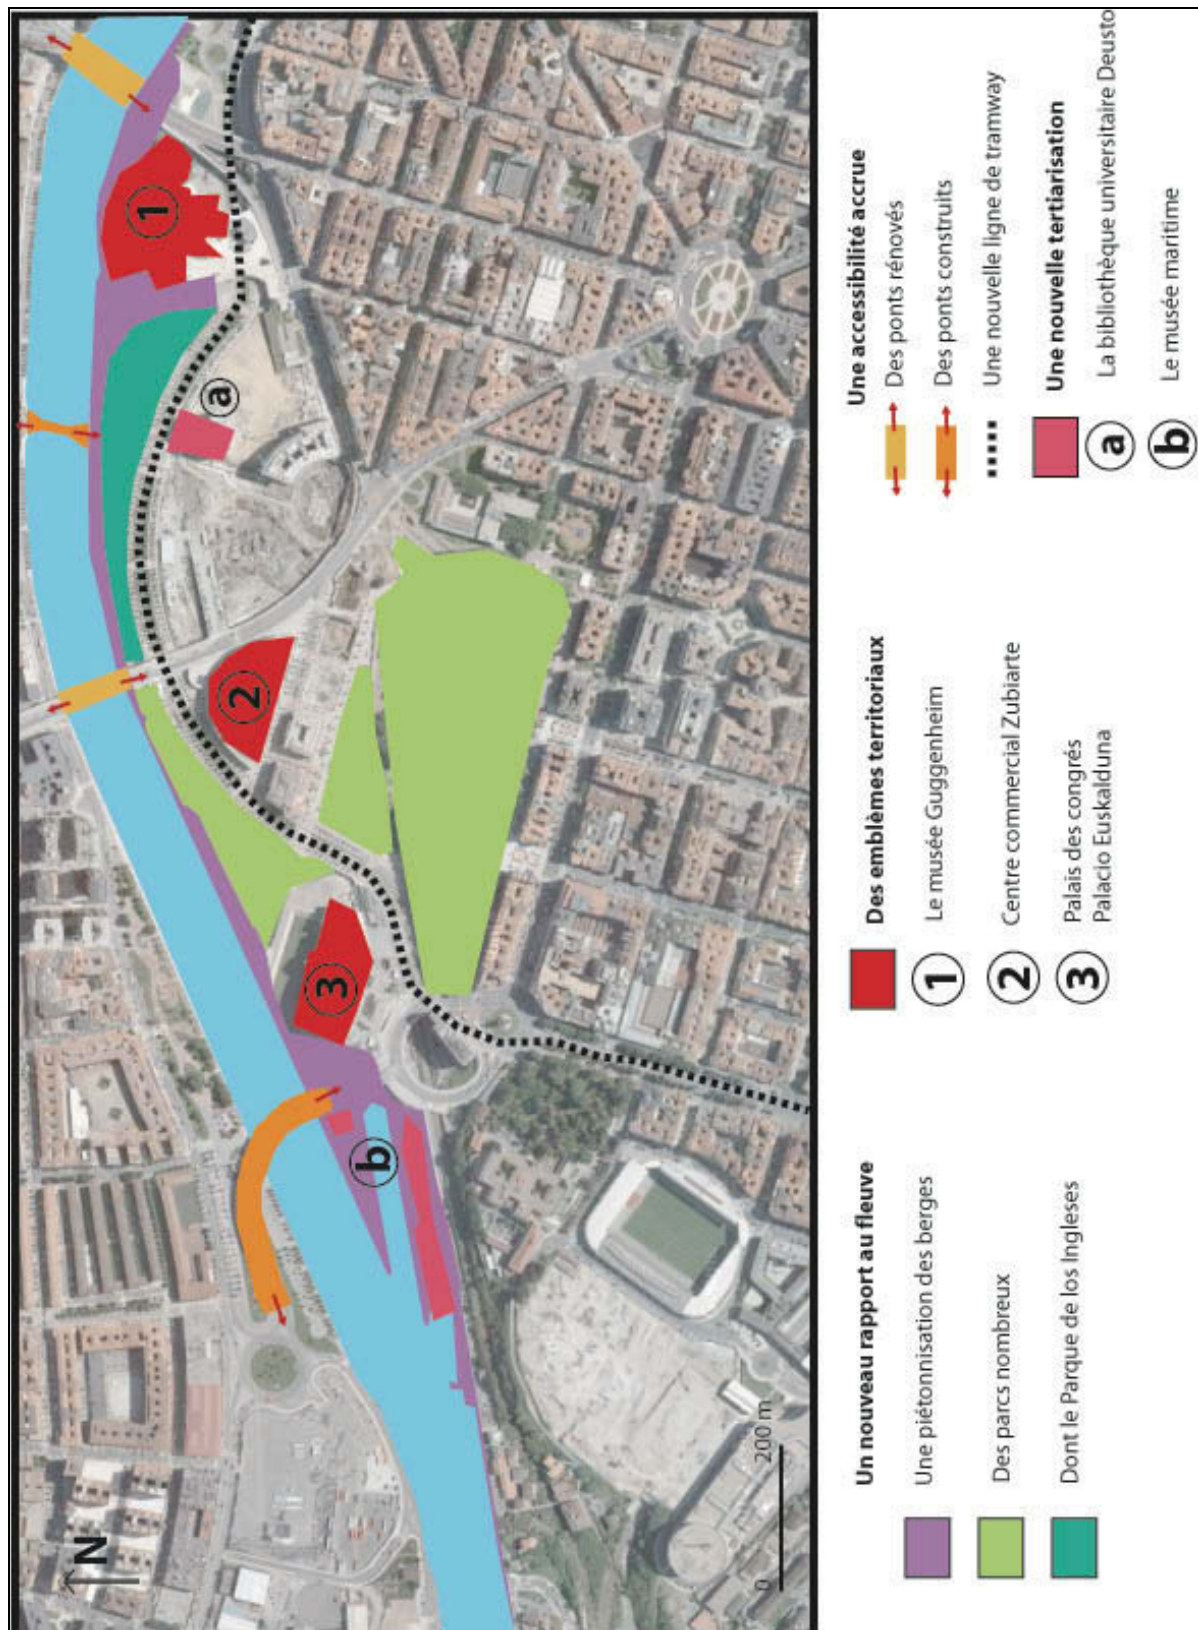 N
0
200 m
1
2
3
a
b
Un nouveau rapport au fleuve
Une piétonnisation des berges
Des parcs nombreux
Dont le Parque de los Ingleses
Des emblèmes territoriaux
1 Le musée Guggenheim
2 Centre commercial Zubiarte
3 Palais des congrés
Palacio Euskalduna
Une accessibilité accrue
Des ponts rénovés
Des ponts construits
Une nouvelle ligne de tramway
Une nouvelle tertiarisation
a La bibliothèque universitaire Deusto
b Le musée maritime